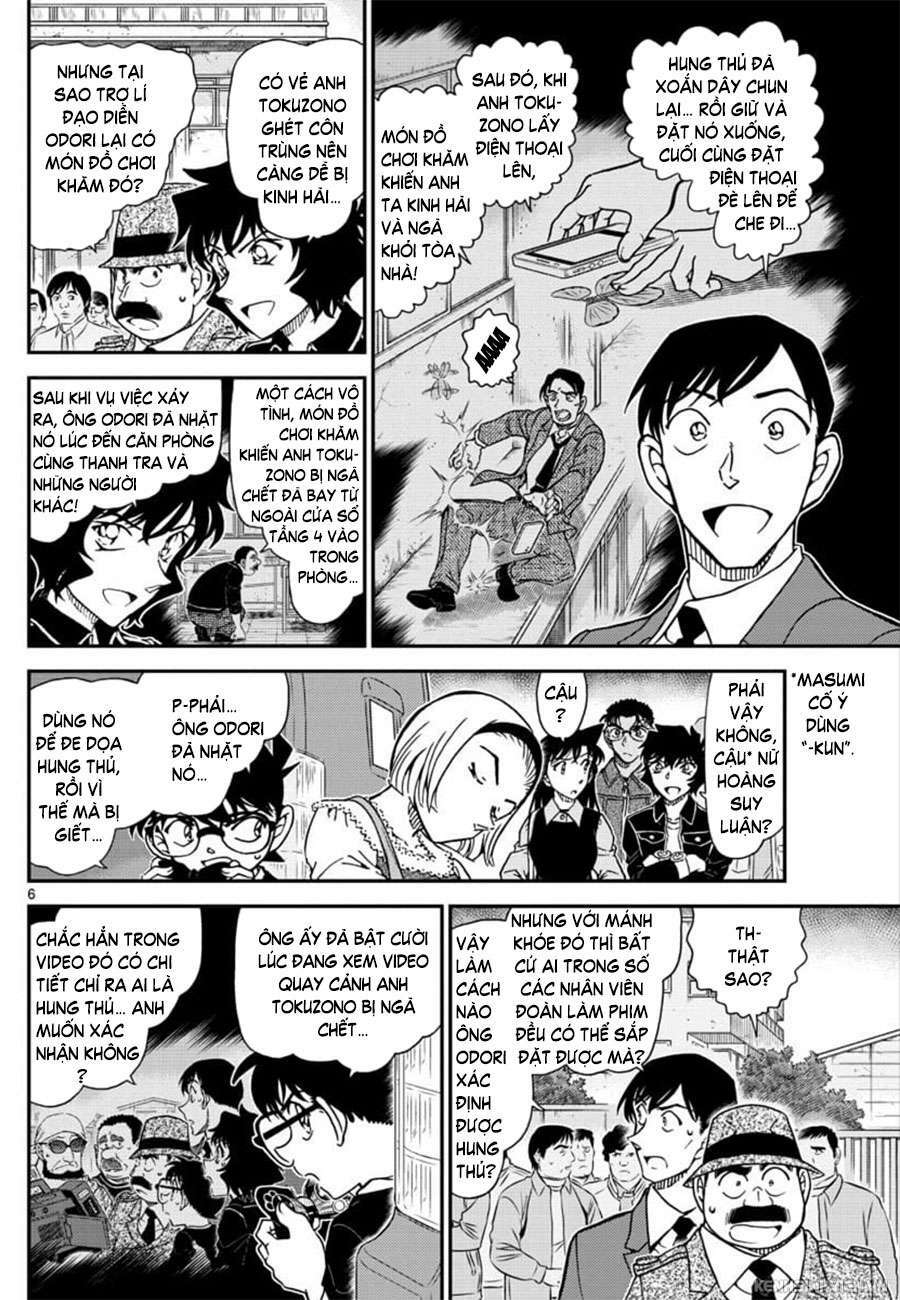 HUNG THỦ ĐÃ
XOẮN DÂY CHUN
LẠI... RỒI GIỮ VÀ
ĐẶT NÓ XUỐNG,
CUỐI CÙNG ĐẶT
ĐIỆN THOẠI
ĐÈ LÊN ĐỂ
CHE ĐI...
SAU ĐÓ, KHI
ANH TOKU-
ZONO LẤY
ĐIỆN THOẠI
LÊN,
MÓN ĐỒ
CHƠI KHĂM
KHIẾN ANH
TA KINH HÃI
VÀ NGÃ
KHỎI TÒA
NHÀ!
AAAA
CÓ VẺ ANH
TOKUZONO
GHÉT CÔN
TRÙNG NÊN
CÀNG DỄ BỊ
KINH HÃI...
NHƯNG TẠI
SAO TRỢ LÍ
ĐẠO DIỄN
ODORI LẠI CÓ
MÓN ĐỒ CHƠI
KHĂM ĐÓ?
MỘT CÁCH VÔ
TÌNH, MÓN ĐỒ
CHƠI KHĂM
KHIẾN ANH TOKU-
ZONO BỊ NGÃ
CHẾT ĐÃ BAY TỪ
NGOÀI CỬA SỔ
TẦNG 4 VÀO
TRONG
PHÒNG...
SAU KHI VỤ VIỆC XẢY
RA, ÔNG ODORI ĐÃ NHẶT
NÓ LÚC ĐẾN CĂN PHÒNG
CÙNG THANH TRA VÀ
NHỮNG NGƯỜI
KHÁC!
*MASUMI
CỐ Ý
DÙNG
"-KUN".
PHẢI
VẬY
KHÔNG,
CẬU* NỮ
HOÀNG
SUY
LUẬN?
CẬU
?
P-PHẢI...
ÔNG ODORI
ĐÃ NHẶT
NÓ...
DÙNG NÓ
ĐỂ ĐE DỌA
HUNG THỦ,
RỒI VÌ
THẾ MÀ BỊ
GIẾT...
6
TH-
THẬT
SAO?
NHƯNG VỚI MÁNH
KHÓE ĐÓ THÌ BẤT
CỨ AI TRONG SỐ
CÁC NHÂN VIÊN
ĐOÀN LÀM PHIM
ĐỀU CÓ THỂ SẮP
ĐẶT ĐƯỢC MÀ?
VẬY
LÀM
CÁCH
NÀO
ÔNG
ODORI
XÁC
ĐỊNH
ĐƯỢC
HUNG
THỦ?
ÔNG ẤY ĐÃ BẬT CƯỜI
LÚC ĐANG XEM VIDEO
QUAY CẢNH ANH
TOKUZONO BỊ NGÃ
CHẾT...
CHẮC HẲN TRONG
VIDEO ĐÓ CÓ CHI
TIẾT CHỈ RA AI LÀ
HUNG THỦ... ANH
MUỐN XÁC
NHẬN KHÔNG
?